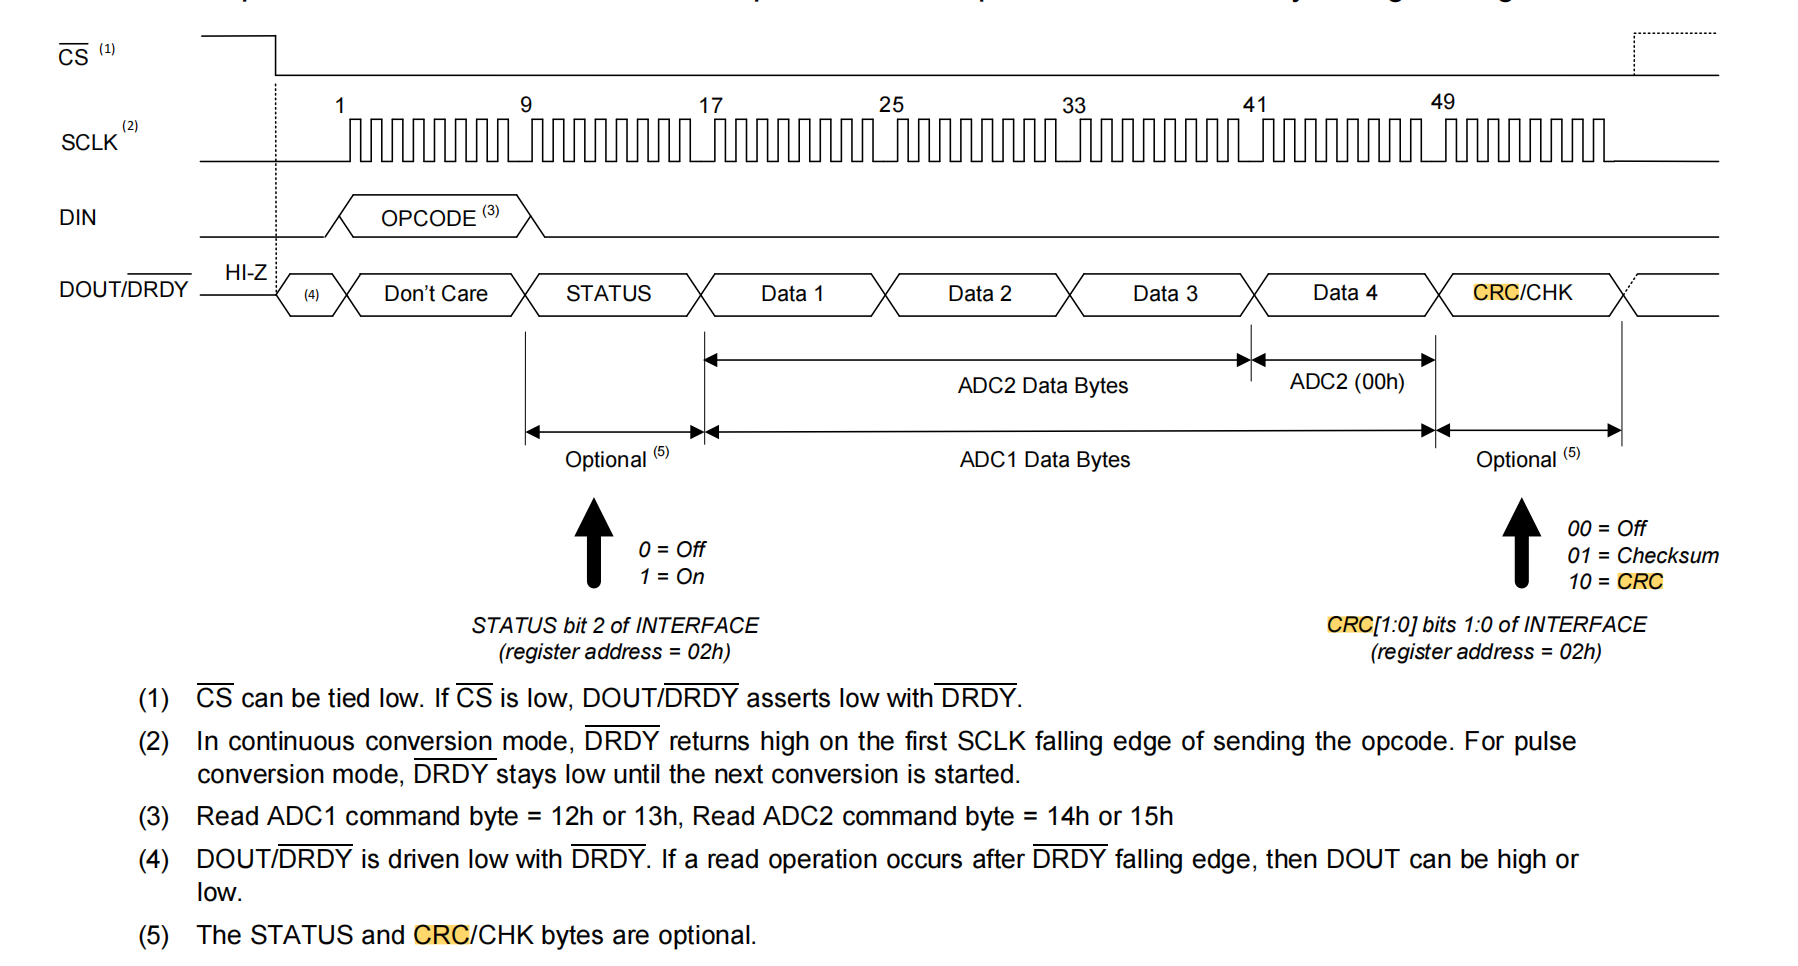 CS (1)
1 9 17 25 33 41 49
SCLK (2)
DIN
OPCODE (3)
HI-Z
DOUT/DRDY
(4) Don't Care STATUS Data 1 Data 2 Data 3 Data 4 CRC/CHK
ADC2 Data Bytes
ADC2 (00h)
Optional (5)
ADC1 Data Bytes
Optional (5)
0 = Off
1 = On
00 = Off
01 = Checksum
10 = CRC
STATUS bit 2 of INTERFACE
(register address = 02h)
CRC[1:0] bits 1:0 of INTERFACE
(register address = 02h)
(1) CS can be tied low. If CS is low, DOUT/DRDY asserts low with DRDY.
(2) In continuous conversion mode, DRDY returns high on the first SCLK falling edge of sending the opcode. For pulse
conversion mode, DRDY stays low until the next conversion is started.
(3) Read ADC1 command byte = 12h or 13h, Read ADC2 command byte = 14h or 15h
(4) DOUT/DRDY is driven low with DRDY. If a read operation occurs after DRDY falling edge, then DOUT can be high or
low.
(5) The STATUS and CRC/CHK bytes are optional.